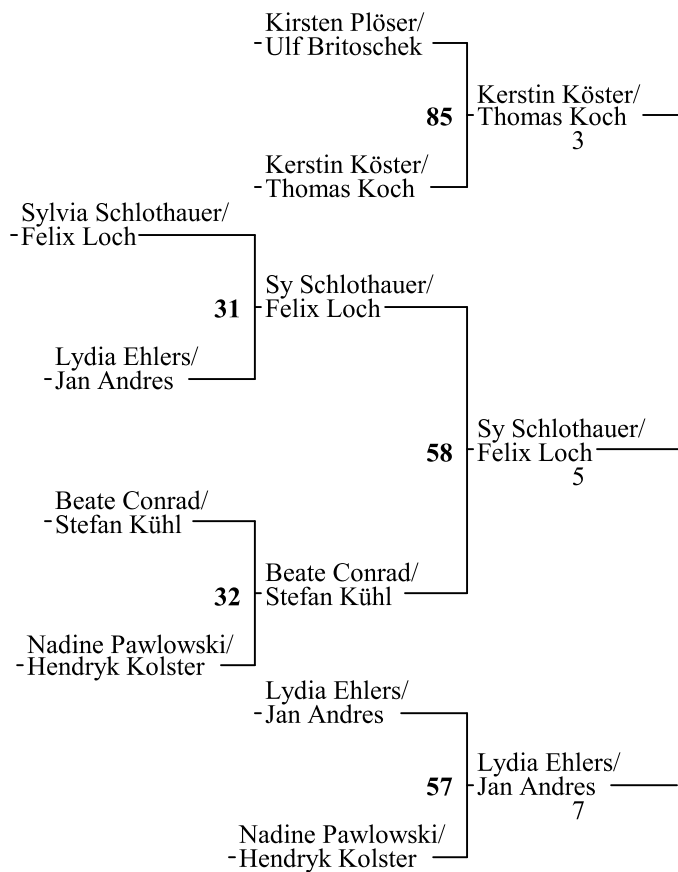 Kirsten Plöser/
-Ulf Britoschek
85
Kerstin Köster/
Thomas Koch
3
Kerstin Köster/
-Thomas Koch
Sylvia Schlothauer/
-Felix Loch
31
Sy Schlothauer/
-Felix Loch
Lydia Ehlers/
-Jan Andres
58
Sy Schlothauer/
-Felix Loch
5
Beate Conrad/
-Stefan Kühl
32
Beate Conrad/
-Stefan Kühl
Nadine Pawlowski/
-Hendryk Kolster
Lydia Ehlers/
-Jan Andres
57
Lydia Ehlers/
-Jan Andres
7
Nadine Pawlowski/
-Hendryk Kolster